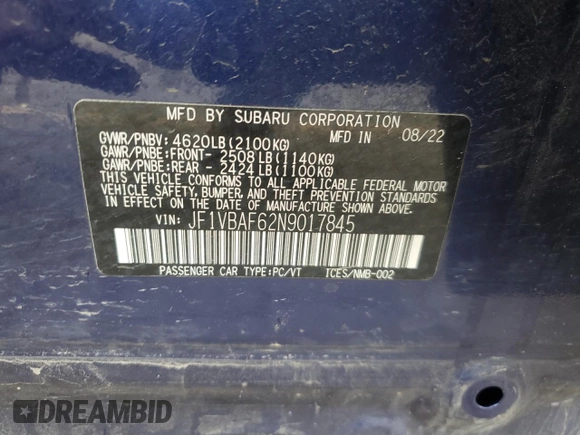 MFD BY SUBARU CORPORATION
GVWR/PNBV: 4620LB(2100KG) MFD IN 08/22
GAWR/PNBE:FRONT- 2508LB(1140KG)
GAWR/PNBE:REAR - 2424LB(1100KG)
THIS VEHICLE CONFORMS TO ALL APPLICABLE FEDERAL MOTOR
VEHICLE SAFETY, BUMPER, AND THEFT PREVENTION STANDARDS
IN EFFECT ON THE DATE OF MANUFACTURE SHOWN ABOVE.
VIN: JF1VBAF62N9017845
PASSENGER CAR TYPE:PC/VT ICES/NMB-002
DREAMBID